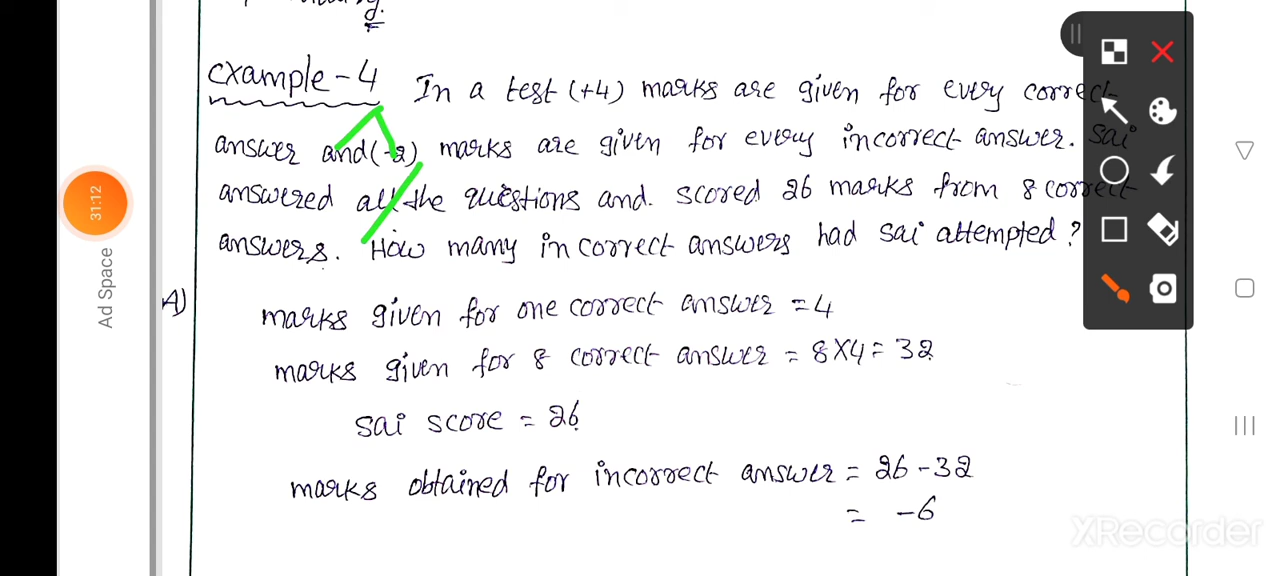 Example-4 In a test (+4) marks are given for every correct
answer and (-2) marks are given for every incorrect answer. Sai
answered all the questions and. scored 26 marks from 8 correct
answers. How many incorrect answers had sai attempted?
A)
marks given for one correct answer = 4
marks given for 8 correct answer = 8×4 = 32
sai score = 26
marks obtained for incorrect answer = 26-32
= -6
31:12
Ad Space
XRecorder